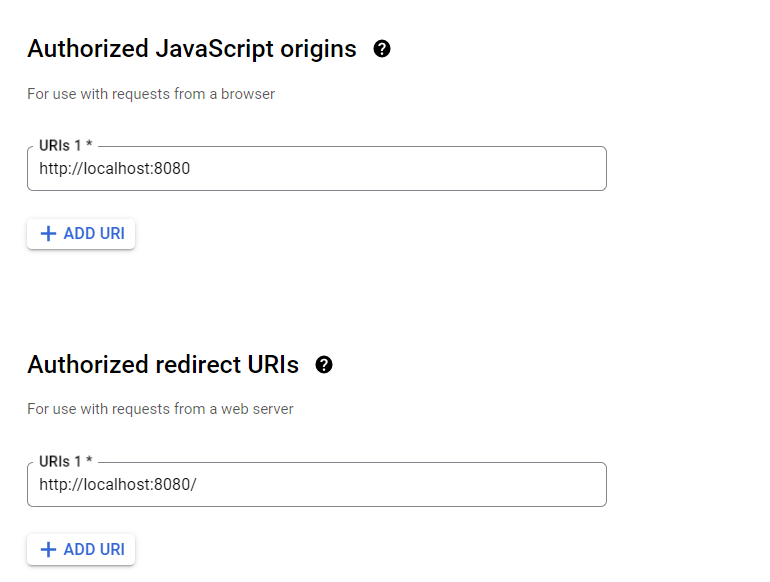 Authorized JavaScript origins
For use with requests from a browser
URIs 1 *
http://localhost:8080
ADD URI
Authorized redirect URIs
For use with requests from a web server
URIs 1 *
http://localhost:8080/
ADD URI